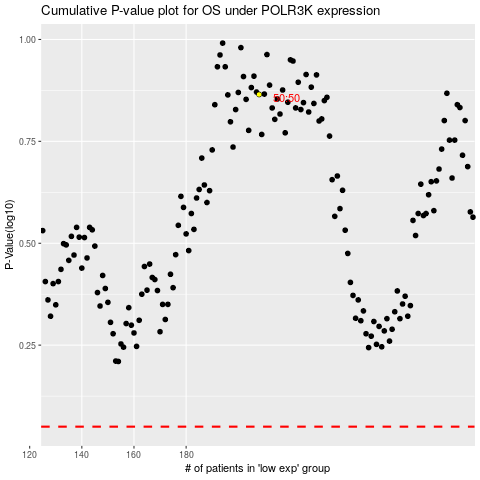 Cumulative P-value plot for OS under POLR3K expression
1.00
0.75
0.50
0.25
P-Value(log10)
50:50
120 140 160 180
# of patients in 'low exp' group